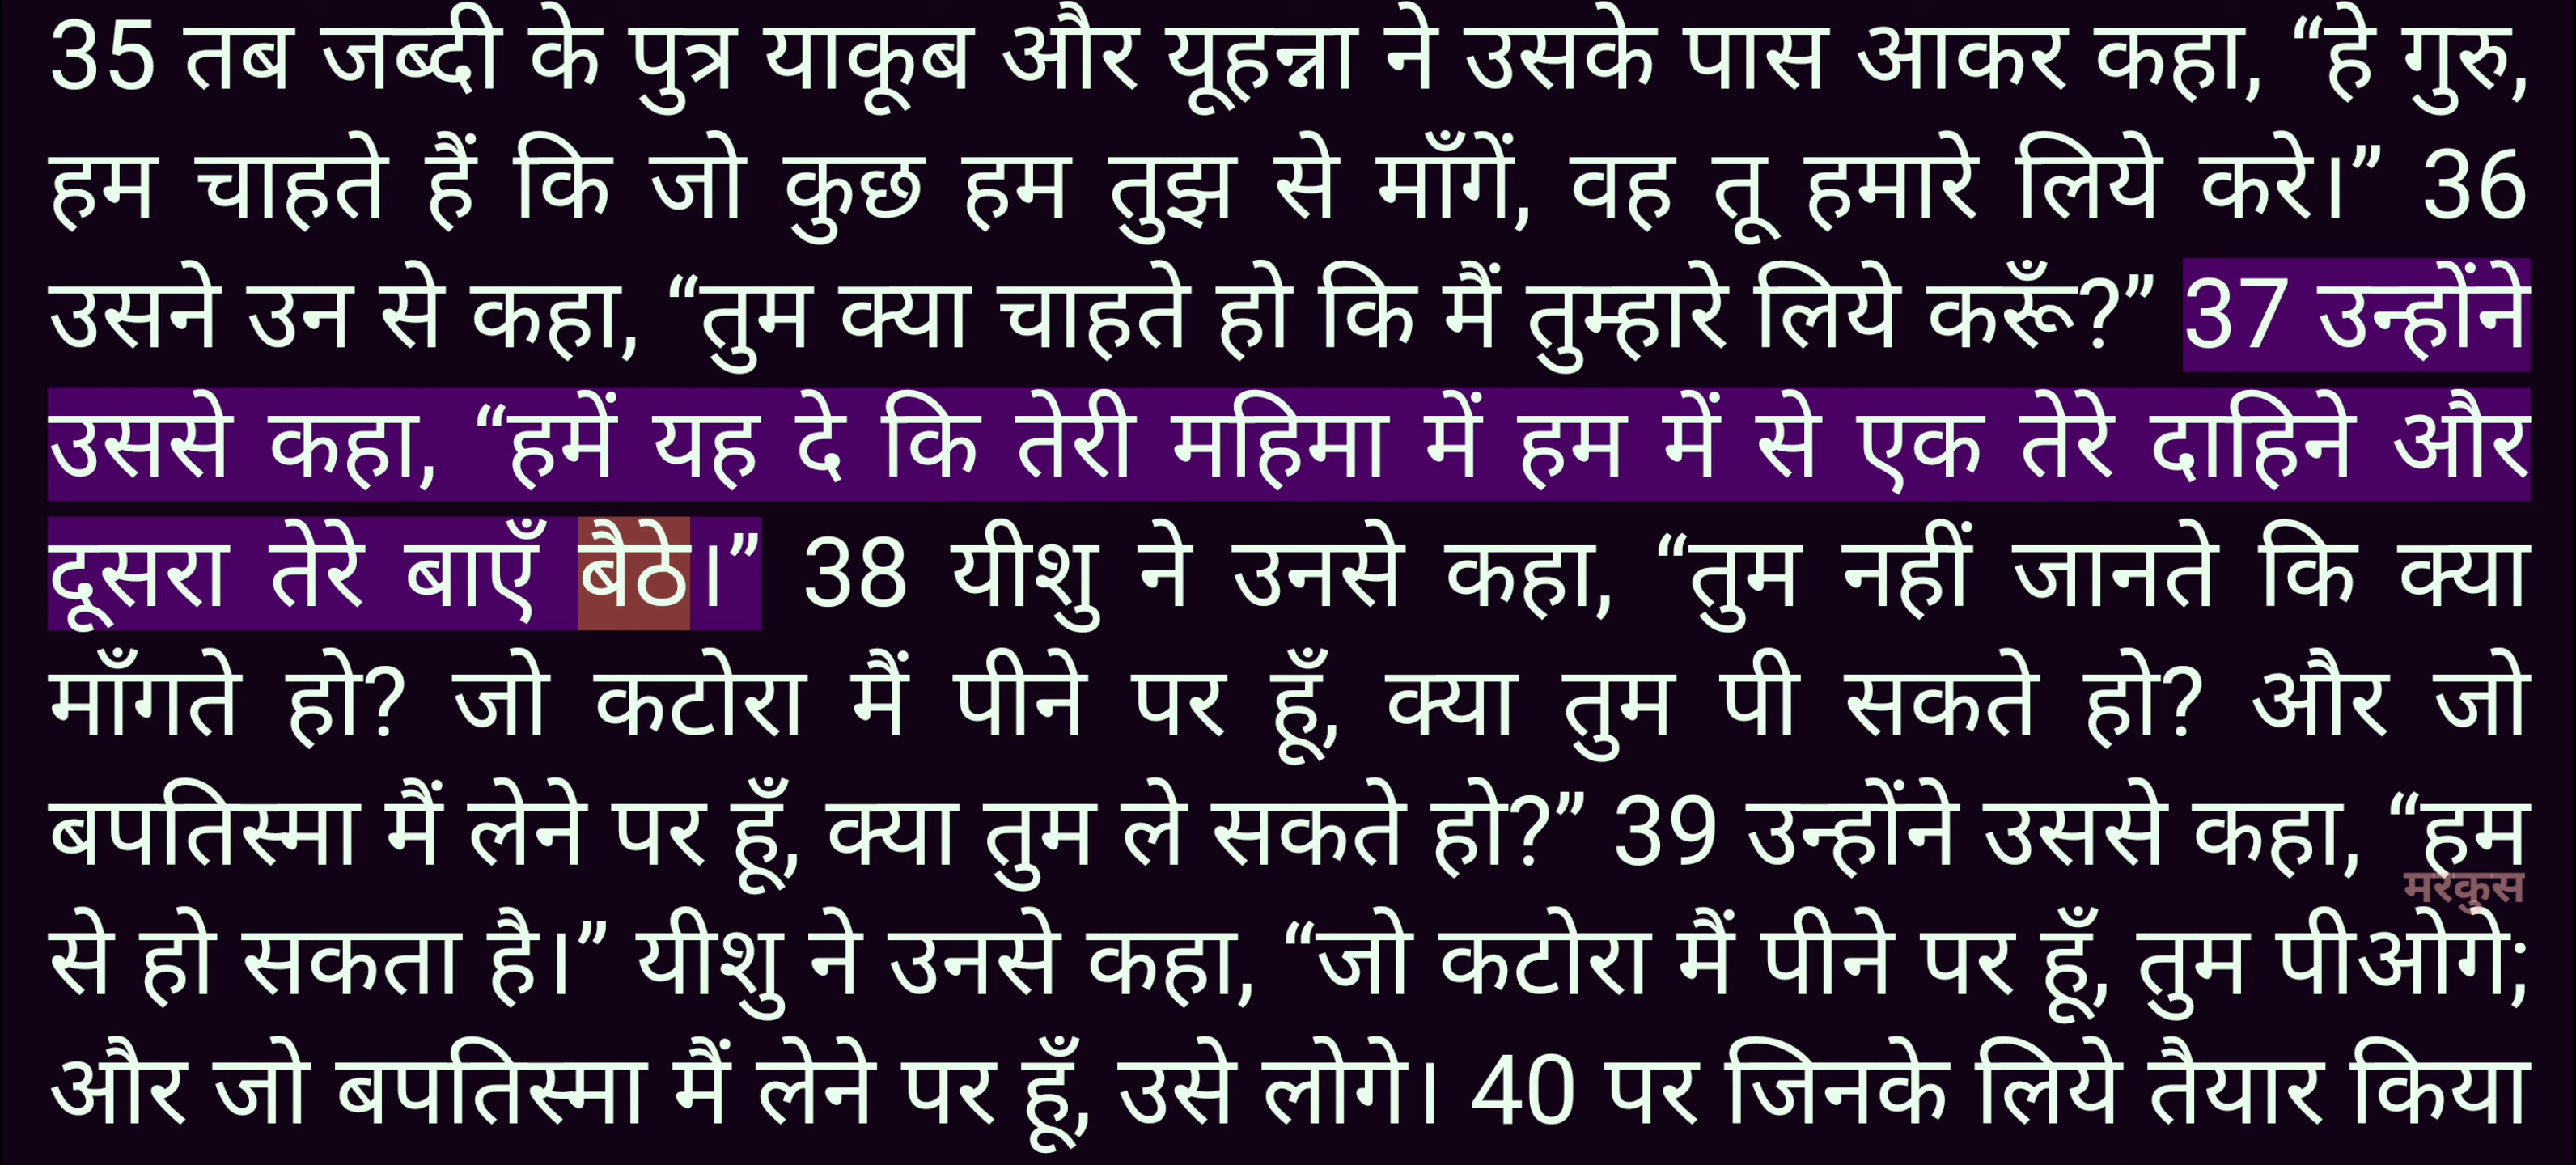 35 तब जब्दी के पुत्र याकूब और यूहन्ना ने उसके पास आकर कहा, “हे गुरु,
हम चाहते हैं कि जो कुछ हम तुझ से माँगें, वह तू हमारे लिये करे।” 36
उसने उन से कहा, “तुम क्या चाहते हो कि मैं तुम्हारे लिये करूँ?” 37 उन्होंने
उससे कहा, “हमें यह दे कि तेरी महिमा में हम में से एक तेरे दाहिने और
दूसरा तेरे बाएँ बैठे।” 38 यीशु ने उनसे कहा, “तुम नहीं जानते कि क्या
माँगते हो? जो कटोरा मैं पीने पर हूँ, क्या तुम पी सकते हो? और जो
बपतिस्मा मैं लेने पर हूँ, क्या तुम ले सकते हो?” 39 उन्होंने उससे कहा, “हम
मरकुस
से हो सकता है।” यीशु ने उनसे कहा, “जो कटोरा मैं पीने पर हूँ, तुम पीओगे;
और जो बपतिस्मा मैं लेने पर हूँ, उसे लोगे। 40 पर जिनके लिये तैयार किया